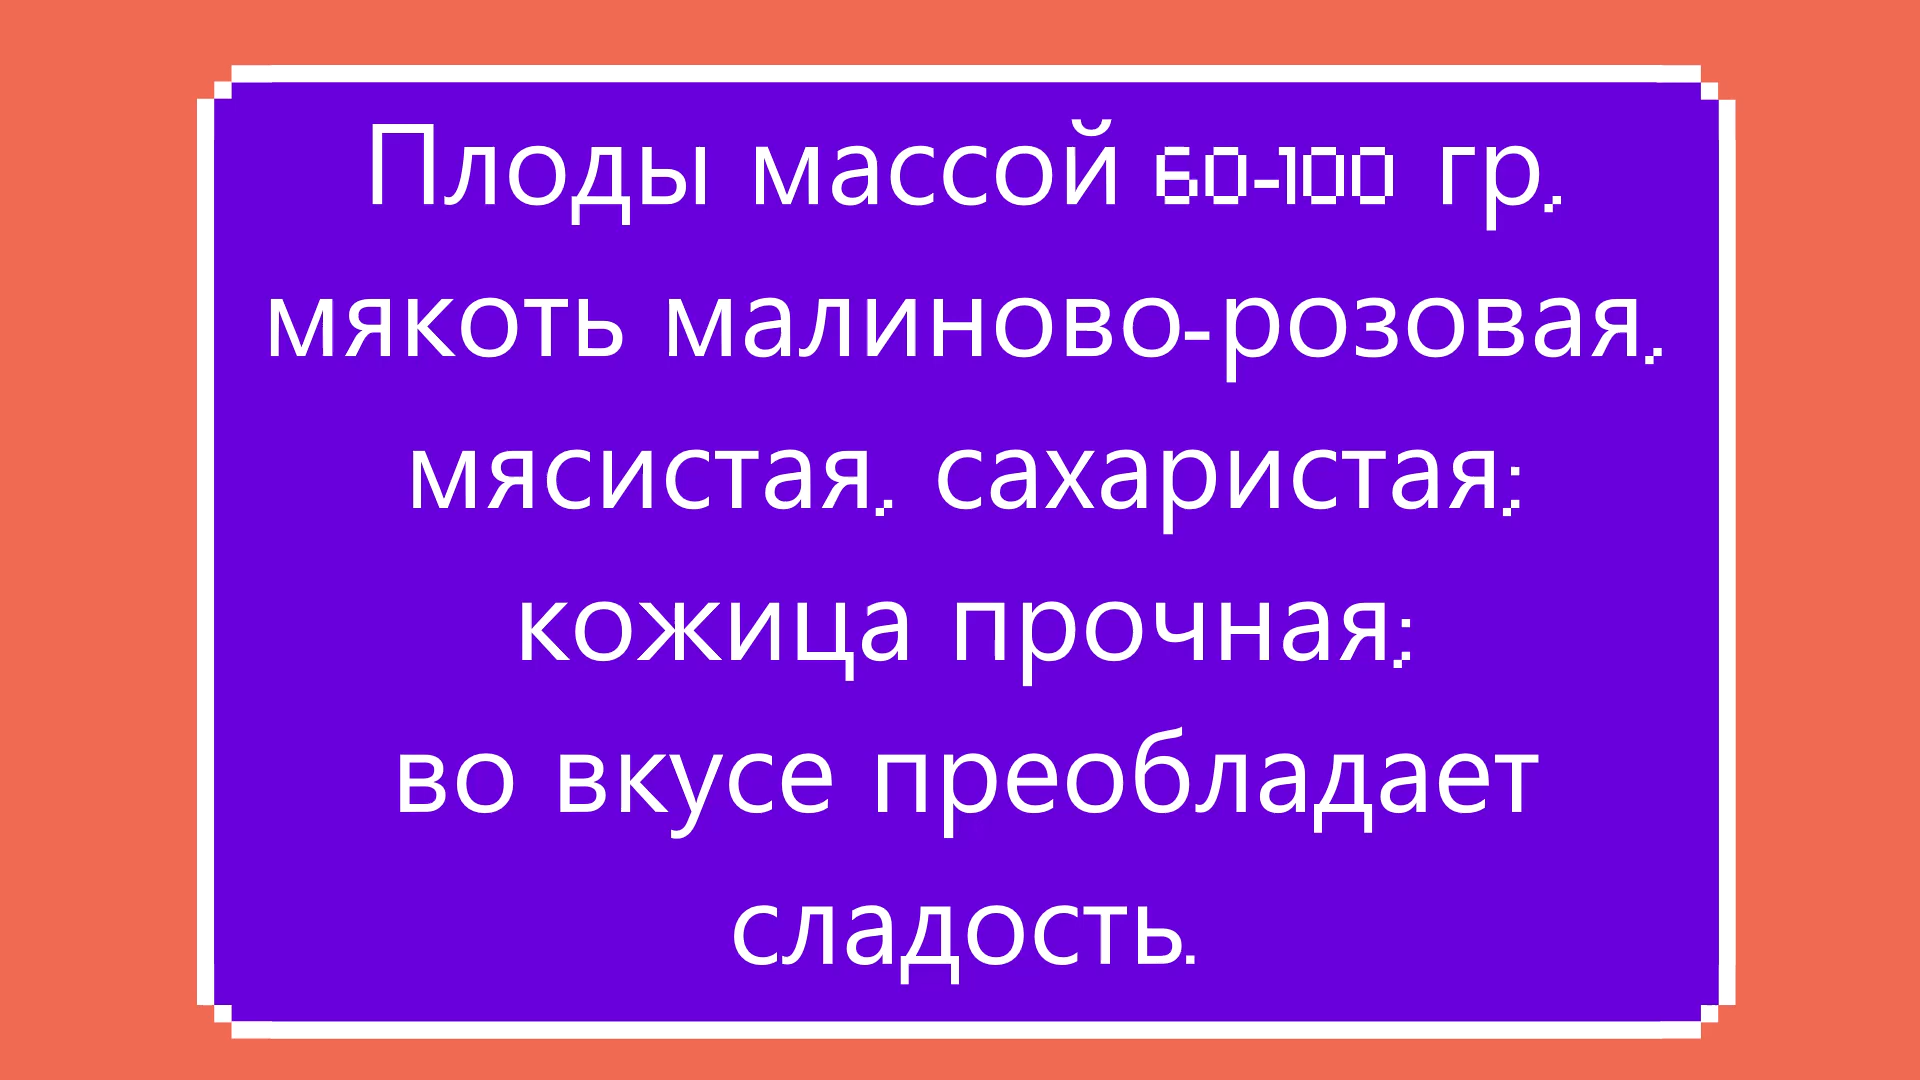 Плоды массой 60-100 гр,
мякоть малиново-розовая,
мясистая, сахаристая;
кожица прочная;
во вкусе преобладает
сладость.